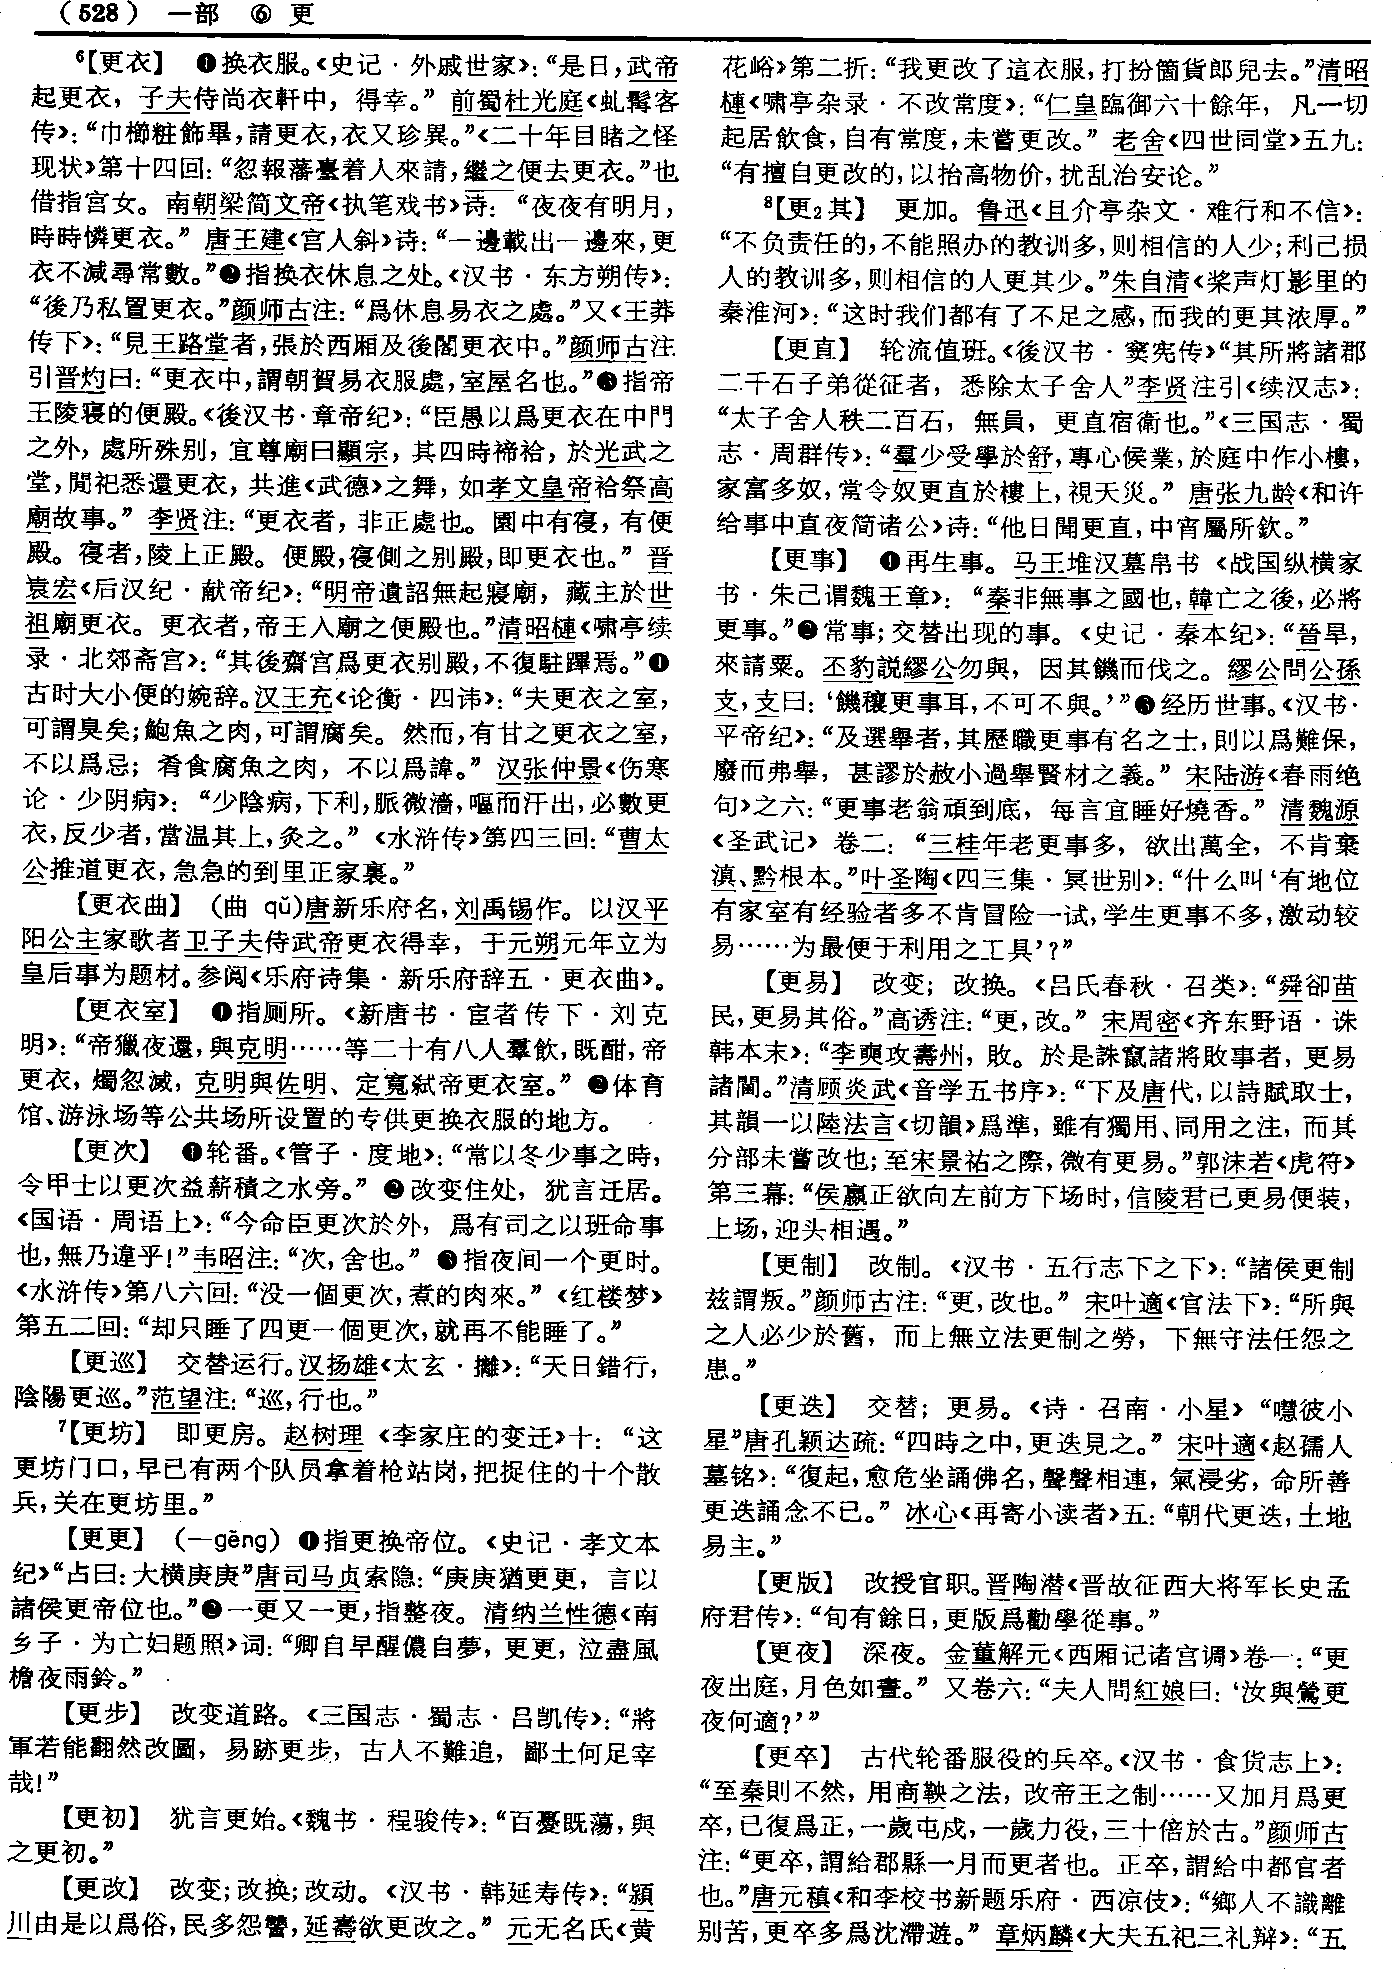 （528） 一部 ⑥ 更
⁶【更衣】 ❶换衣服。《史记·外戚世家》：“是日，武帝
起更衣，子夫侍尚衣軒中，得幸。” 前蜀杜光庭《虬髯客
传》：“巾櫛粧飾畢，請更衣，衣又珍異。”《二十年目睹之怪
现状》第十四回：“忽報藩臺着人來請，繼之便去更衣。”也
借指宫女。南朝梁简文帝《执笔戏书》诗：“夜夜有明月，
時時憐更衣。” 唐王建《宫人斜》诗：“一邊載出一邊來，更
衣不減尋常數。”❷指换衣休息之处。《汉书·东方朔传》：
“後乃私置更衣。”颜师古注：“爲休息易衣之處。”又《王莽
传下》：“見王路堂者，張於西厢及後閣更衣中。”颜师古注
引晋灼曰：“更衣中，謂朝賀易衣服處，室屋名也。”❸指帝
王陵寝的便殿。《後汉书·章帝纪》：“臣愚以爲更衣在中門
之外，處所殊别，宜尊廟曰顯宗，其四時禘祫，於光武之
堂，閒祀悉還更衣，共進《武德》之舞，如孝文皇帝祫祭高
廟故事。” 李贤注：“更衣者，非正處也。園中有寑，有便
殿。寑者，陵上正殿。便殿，寑側之别殿，即更衣也。” 晋
袁宏《后汉纪·献帝纪》：“明帝遺詔無起寢廟，藏主於世
祖廟更衣。更衣者，帝王入廟之便殿也。”清昭槤《啸亭续
录·北郊斋宫》：“其後齋宫爲更衣别殿，不復駐蹕焉。”❹
古时大小便的婉辞。汉王充《论衡·四讳》：“夫更衣之室，
可謂臭矣；鮑魚之肉，可謂腐矣。然而，有甘之更衣之室，
不以爲忌；肴食腐魚之肉，不以爲諱。” 汉张仲景《伤寒
论·少阴病》：“少陰病，下利，脈微濇，嘔而汗出，必數更
衣，反少者，當温其上，灸之。” 《水浒传》第四三回：“曹太
公推道更衣，急急的到里正家裏。”
【更衣曲】 （曲 qǔ）唐新乐府名，刘禹锡作。以汉平
阳公主家歌者卫子夫侍武帝更衣得幸，于元朔元年立为
皇后事为题材。参阅《乐府诗集·新乐府辞五·更衣曲》。
【更衣室】 ❶指厕所。《新唐书·宦者传下·刘克
明》：“帝獵夜還，與克明……等二十有八人羣飲，既酣，帝
更衣，燭忽滅，克明與佐明、定寬弑帝更衣室。” ❷体育
馆、游泳场等公共场所设置的专供更换衣服的地方。
【更次】 ❶轮番。《管子·度地》：“常以冬少事之時，
令甲士以更次益薪積之水旁。” ❷改变住处，犹言迁居。
《国语·周语上》：“今命臣更次於外，爲有司之以班命事
也，無乃違乎！”韦昭注：“次，舍也。” ❸指夜间一个更时。
《水浒传》第八六回：“没一個更次，煮的肉來。” 《红楼梦》
第五二回：“却只睡了四更一個更次，就再不能睡了。”
【更巡】 交替运行。汉扬雄《太玄·攡》：“天日錯行，
陰陽更巡。”范望注：“巡，行也。”
⁷【更坊】 即更房。赵树理《李家庄的变迁》十：“这
更坊门口，早已有两个队员拿着枪站岗，把捉住的十个散
兵，关在更坊里。”
【更更】 （—gēng）❶指更换帝位。《史记·孝文本
纪》“占曰：大横庚庚”唐司马贞索隐：“庚庚猶更更，言以
諸侯更帝位也。”❷一更又一更，指整夜。清纳兰性德《南
乡子·为亡妇题照》词：“卿自早醒儂自夢，更更，泣盡風
檐夜雨鈴。”
【更步】 改变道路。《三国志·蜀志·吕凯传》：“將
軍若能翻然改圖，易跡更步，古人不難追，鄙土何足宰
哉！”
【更初】 犹言更始。《魏书·程骏传》：“百憂既蕩，與
之更初。”
【更改】 改变；改换；改动。《汉书·韩延寿传》：“潁
川由是以爲俗，民多怨讐，延壽欲更改之。” 元无名氏《黄
花峪》第二折：“我更改了這衣服，打扮箇貨郎兒去。”清昭
槤《啸亭杂录·不改常度》：“仁皇臨御六十餘年，凡一切
起居飲食，自有常度，未嘗更改。” 老舍《四世同堂》五九：
“有擅自更改的，以抬高物价，扰乱治安论。”
⁸【更₂其】 更加。鲁迅《且介亭杂文·难行和不信》：
“不负责任的，不能照办的教训多，则相信的人少；利己损
人的教训多，则相信的人更其少。”朱自清《桨声灯影里的
秦淮河》：“这时我们都有了不足之感，而我的更其浓厚。”
【更直】 轮流值班。《後汉书·窦宪传》“其所將諸郡
二千石子弟從征者，悉除太子舍人”李贤注引《续汉志》：
“太子舍人秩二百石，無員，更直宿衛也。”《三国志·蜀
志·周群传》：“羣少受學於舒，專心候業，於庭中作小樓，
家富多奴，常令奴更直於樓上，視天災。” 唐张九龄《和许
给事中直夜简诸公》诗：“他日聞更直，中宵屬所欽。”
【更事】 ❶再生事。马王堆汉墓帛书《战国纵横家
书·朱己谓魏王章》：“秦非無事之國也，韓亡之後，必將
更事。”❷常事；交替出现的事。《史记·秦本纪》：“晉旱，
來請粟。丕豹説繆公勿與，因其饑而伐之。繆公問公孫
支，支曰：‘饑穰更事耳，不可不與。’”❸经历世事。《汉书·
平帝纪》：“及選舉者，其歷職更事有名之士，則以爲難保，
廢而弗舉，甚謬於赦小過舉賢材之義。” 宋陆游《春雨绝
句》之六：“更事老翁頑到底，每言宜睡好燒香。” 清魏源
《圣武记》卷二：“三桂年老更事多，欲出萬全，不肯棄
滇、黔根本。”叶圣陶《四三集·冥世别》：“什么叫‘有地位
有家室有经验者多不肯冒险一试，学生更事不多，激动较
易……为最便于利用之工具’？”
【更易】 改变；改换。《吕氏春秋·召类》：“舜卻苗
民，更易其俗。”高诱注：“更，改。” 宋周密《齐东野语·诛
韩本末》：“李奭攻壽州，敗。於是誅竄諸將敗事者，更易
諸閫。”清顾炎武《音学五书序》：“下及唐代，以詩賦取士，
其韻一以陸法言《切韻》爲準，雖有獨用、同用之注，而其
分部未嘗改也；至宋景祐之際，微有更易。”郭沫若《虎符》
第三幕：“侯嬴正欲向左前方下场时，信陵君已更易便装，
上场，迎头相遇。”
【更制】 改制。《汉书·五行志下之下》：“諸侯更制
玆謂叛。”颜师古注：“更，改也。” 宋叶適《官法下》：“所與
之人必少於舊，而上無立法更制之勞，下無守法任怨之
患。”
【更迭】 交替；更易。《诗·召南·小星》“嘒彼小
星”唐孔颖达疏：“四時之中，更迭見之。” 宋叶適《赵孺人
墓铭》：“復起，愈危坐誦佛名，聲聲相連，氣浸劣，命所善
更迭誦念不已。” 冰心《再寄小读者》五：“朝代更迭，土地
易主。”
【更版】 改授官职。晋陶潜《晋故征西大将军长史孟
府君传》：“旬有餘日，更版爲勸學從事。”
【更夜】 深夜。金董解元《西厢记诸宫调》卷一：“更
夜出庭，月色如晝。” 又卷六：“夫人問紅娘曰：‘汝與鶯更
夜何適？’”
【更卒】 古代轮番服役的兵卒。《汉书·食货志上》：
“至秦則不然，用商鞅之法，改帝王之制……又加月爲更
卒，已復爲正，一歲屯戍，一歲力役，三十倍於古。”颜师古
注：“更卒，謂給郡縣一月而更者也。正卒，謂給中都官者
也。”唐元稹《和李校书新题乐府·西凉伎》：“鄉人不識離
别苦，更卒多爲沈滯遊。” 章炳麟《大夫五祀三礼辩》：“五